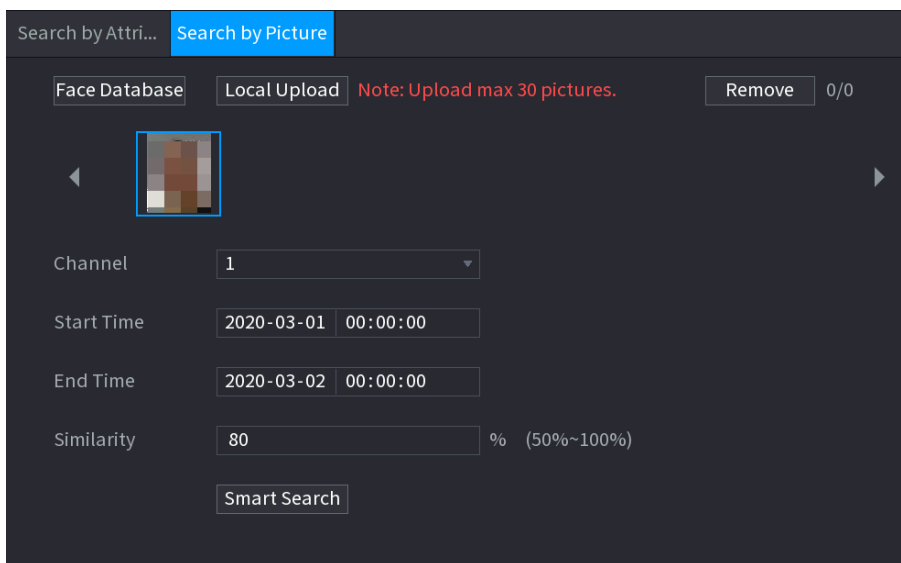 Search by Attri... Search by Picture
Face Database Local Upload Note: Upload max 30 pictures. Remove 0/0
Channel 1
Start Time 2020-03-01 00:00:00
End Time 2020-03-02 00:00:00
Similarity 80 % (50%~100%)
Smart Search